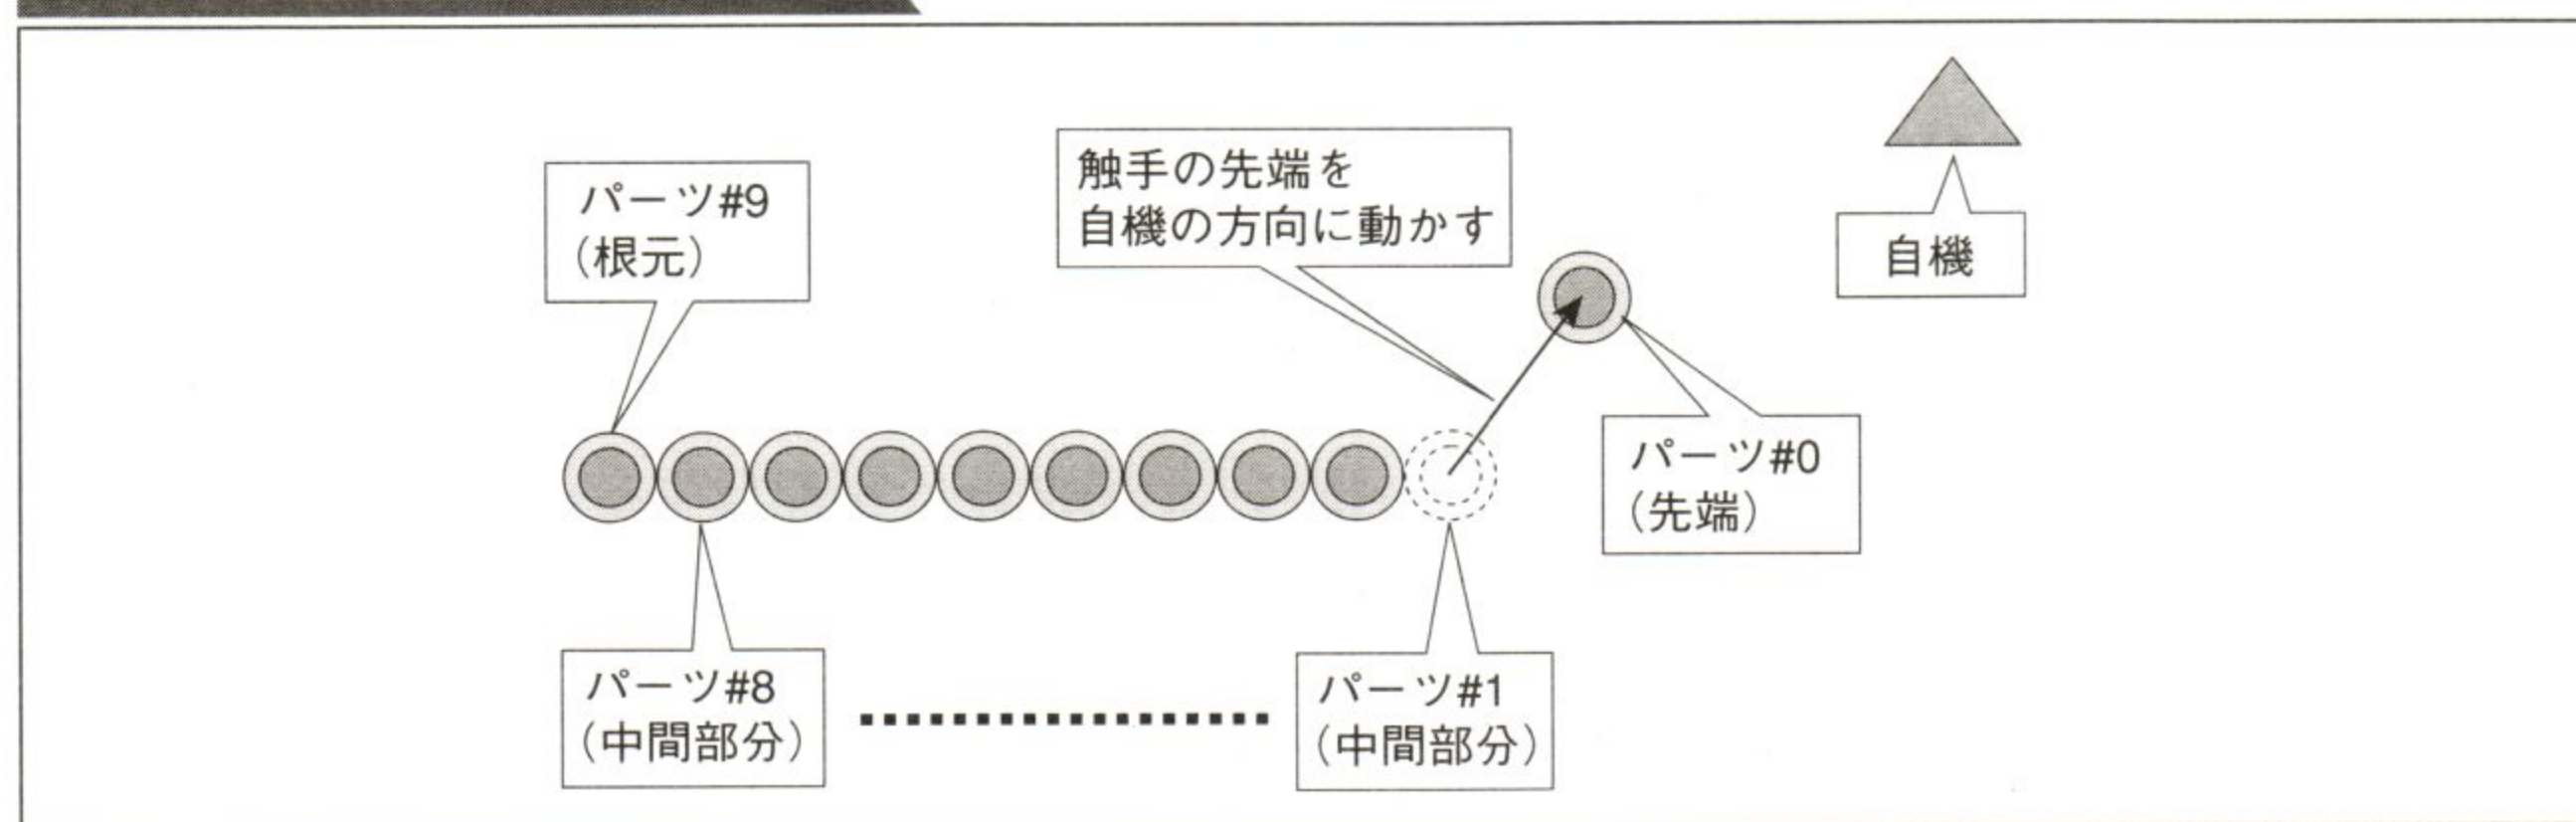 パーツ#9
(根元)
触手の先端を
自機の方向に動かす
自機
パーツ#0
(先端)
パーツ#8
(中間部分)
パーツ#1
(中間部分)